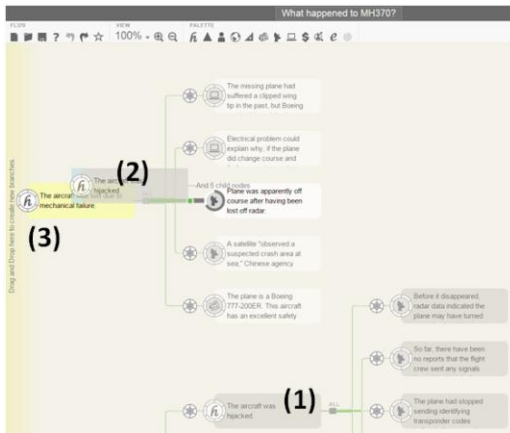 What happened to MH370?
FLOW
VIEW
PALETTE
100%
The missing plane had
suffered a clipped wing
tip in the past, but Boeing
Electrical problem could
explain why, if the plane
did change course and
(2)
The aircraft
hijacked.
And 5 child nodes
Plane was apparently off
course after having been
lost off radar.
The aircraft was lost due to
mechanical failure.
(3)
Drag and Drop here to create new branches.
A satellite "observed a
suspected crash area at
sea," Chinese agency
The plane is a Boeing
777-200ER. This aircraft
has an excellent safety
Before it disappeared,
radar data indicated the
plane may have turned
So far, there have been
no reports that the flight
crew sent any signals
The aircraft was
hijacked.
(1)
ALL
The plane had stopped
sending identifying
transponder codes